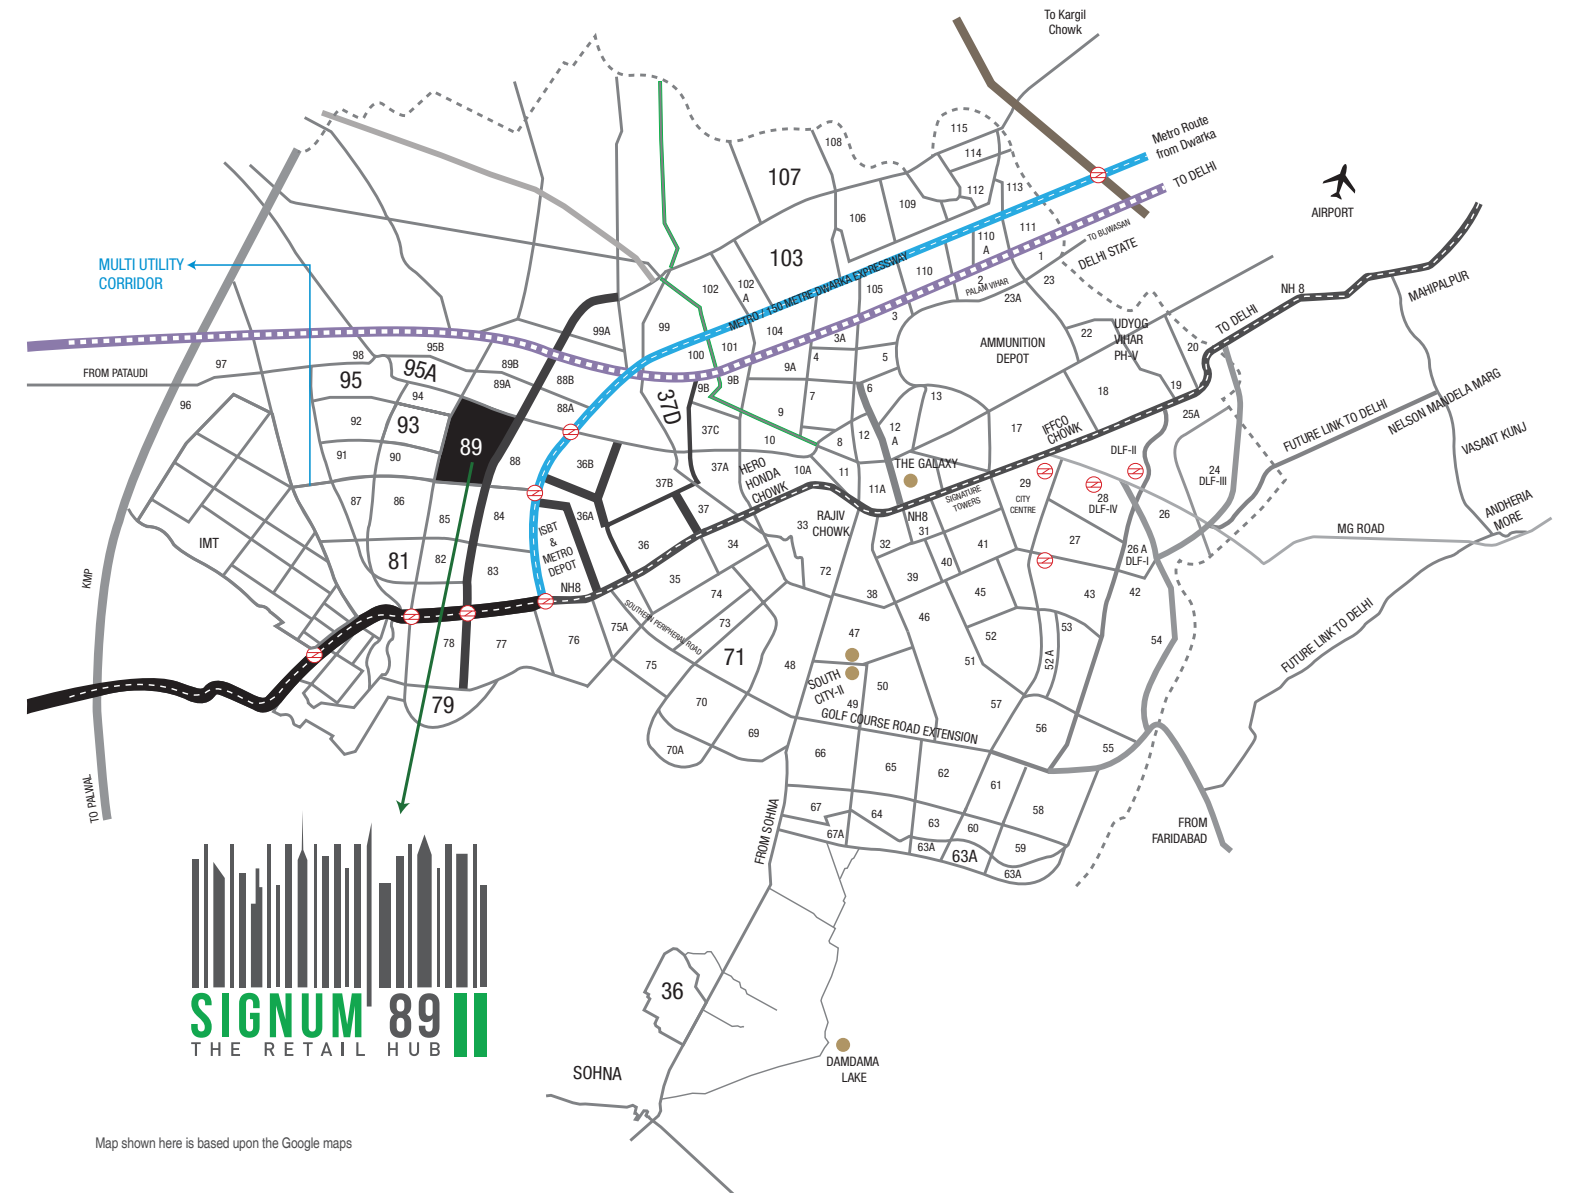 To Kargil
Chowk
Metro Route
from Dwarka
TO DELHI
AIRPORT
115
114
108
107
112
113
109
106
111
110
A
TO BIJWASAN
DELHI STATE
1
103
MULTI UTILITY
CORRIDOR
METRO / 150 METRE DWARKA EXPRESSWAY
110
2
PALAM VIHAR
23
23A
102
102
A
105
3
NH 8
MAHIPALPUR
TO DELHI
99A
99
104
3A
AMMUNITION
DEPOT
22
UDYOG
VIHAR
PH-V
20
95B
98
97
FROM PATAUDI
95
95A
89B
89A
88B
100
101
4
5
9A
9B
9B
6
13
18
19
96
94
88A
37D
7
9
92
93
89
37C
10
8
12
12
A
17
IFFCO
CHOWK
25A
FUTURE LINK TO DELHI
NELSON MANDELA MARG
VASANT KUNJ
91
90
88
36B
37A
HERO
HONDA
CHOWK
10A
11
THE GALAXY
DLF-II
24
DLF-III
37B
11A
SIGNATURE
TOWERS
29
CITY
CENTRE
28
DLF-IV
26
ANDHERIA
MORE
87
86
85
84
36A
37
33
RAJIV
CHOWK
NH8
31
MG ROAD
IMT
ISBT
&
METRO
DEPOT
36
34
32
41
27
26 A
DLF-I
81
82
83
NH8
35
72
40
39
KMP
74
38
45
43
42
SOUTHERN PERIPHERAL ROAD
75A
73
46
52
53
54
FUTURE LINK TO DELHI
78
77
76
75
71
48
47
51
52 A
SOUTH
CITY-II
50
49
79
70
57
GOLF COURSE ROAD EXTENSION
56
69
70A
66
55
65
62
61
TO PALWAL
67
64
58
63
60
67A
63A
63A
59
63A
FROM SOHNA
FROM
FARIDABAD
36
SIGNUM 89 II
THE RETAIL HUB
DAMDAMA
LAKE
SOHNA
Map shown here is based upon the Google maps